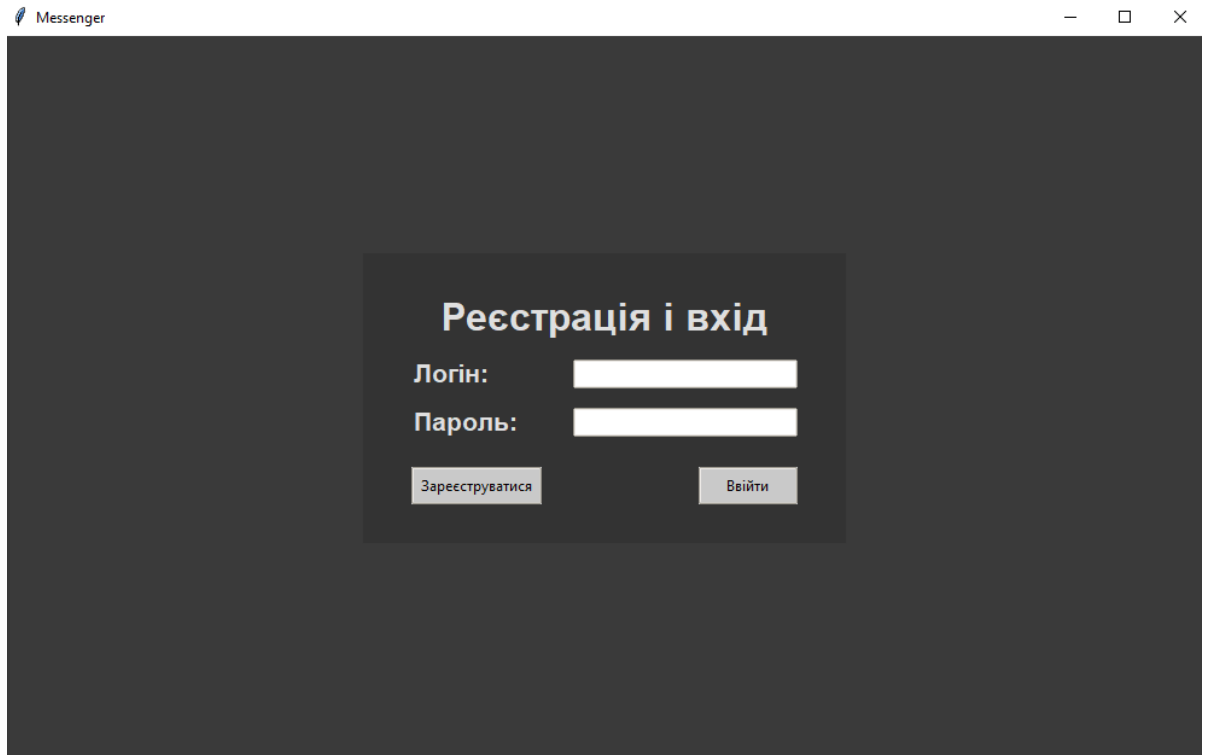 Messenger
Реєстрація і вхід
Логін:
Пароль:
Зареєструватися Ввійти